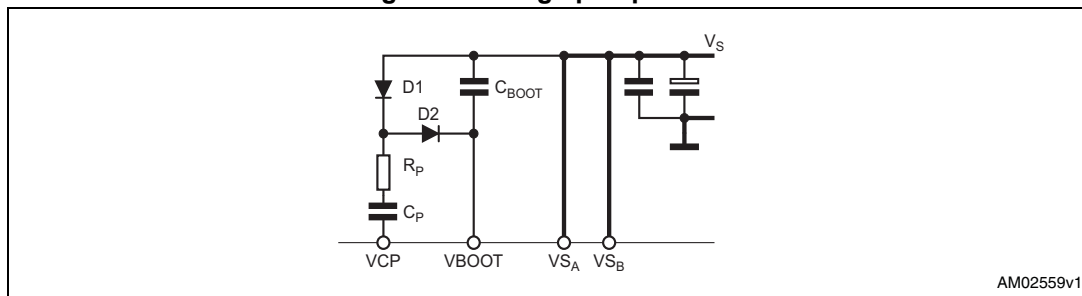 V_S
D1
C_BOOT
D2
R_P
C_P
VCP VBOOT VS_A VS_B
AM02559v1